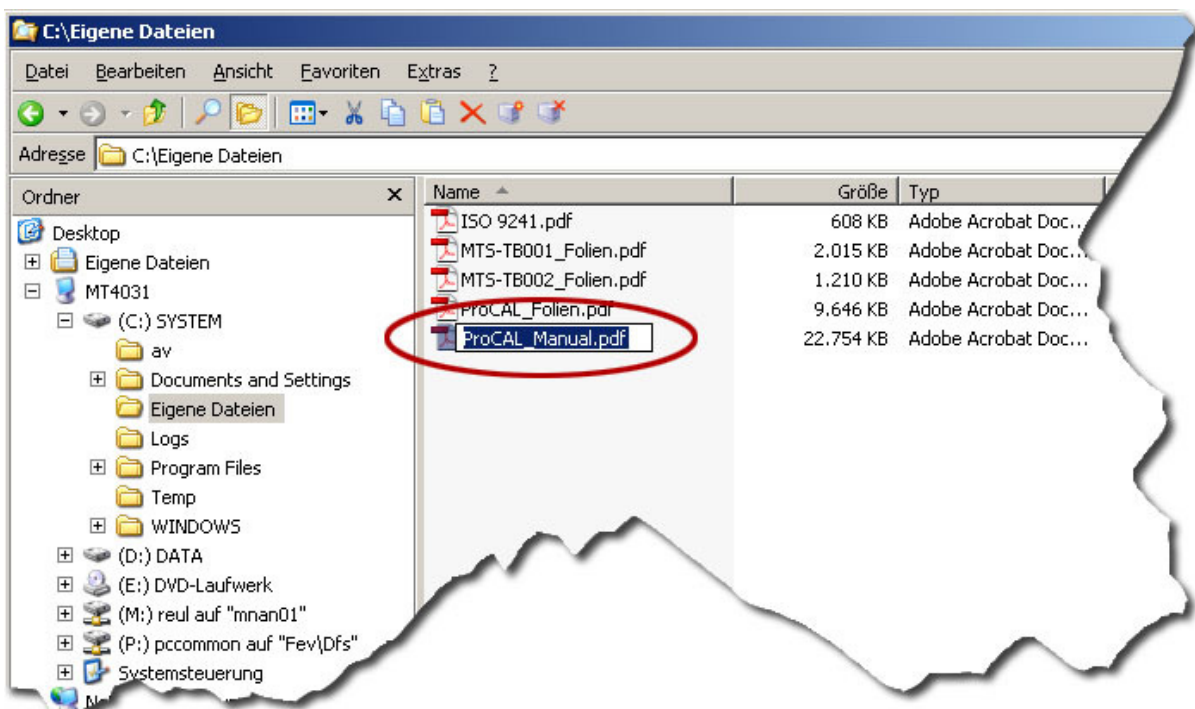 C:\Eigene Dateien
Datei Bearbeiten Ansicht Favoriten Extras ?
Adresse C:\Eigene Dateien
Ordner
Desktop
Eigene Dateien
MT4031
(C:) SYSTEM
av
Documents and Settings
Eigene Dateien
Logs
Program Files
Temp
WINDOWS
(D:) DATA
(E:) DVD-Laufwerk
(M:) reul auf "mnan01"
(P:) pccommon auf "Fev\Dfs"
Systemsteuerung
Name Größe Typ
ISO 9241.pdf 608 KB Adobe Acrobat Doc...
MTS-TB001_Folien.pdf 2.015 KB Adobe Acrobat Doc...
MTS-TB002_Folien.pdf 1.210 KB Adobe Acrobat Doc...
ProCAL_Folien.pdf 9.646 KB Adobe Acrobat Doc...
ProCAL_Manual.pdf 22.754 KB Adobe Acrobat Doc...